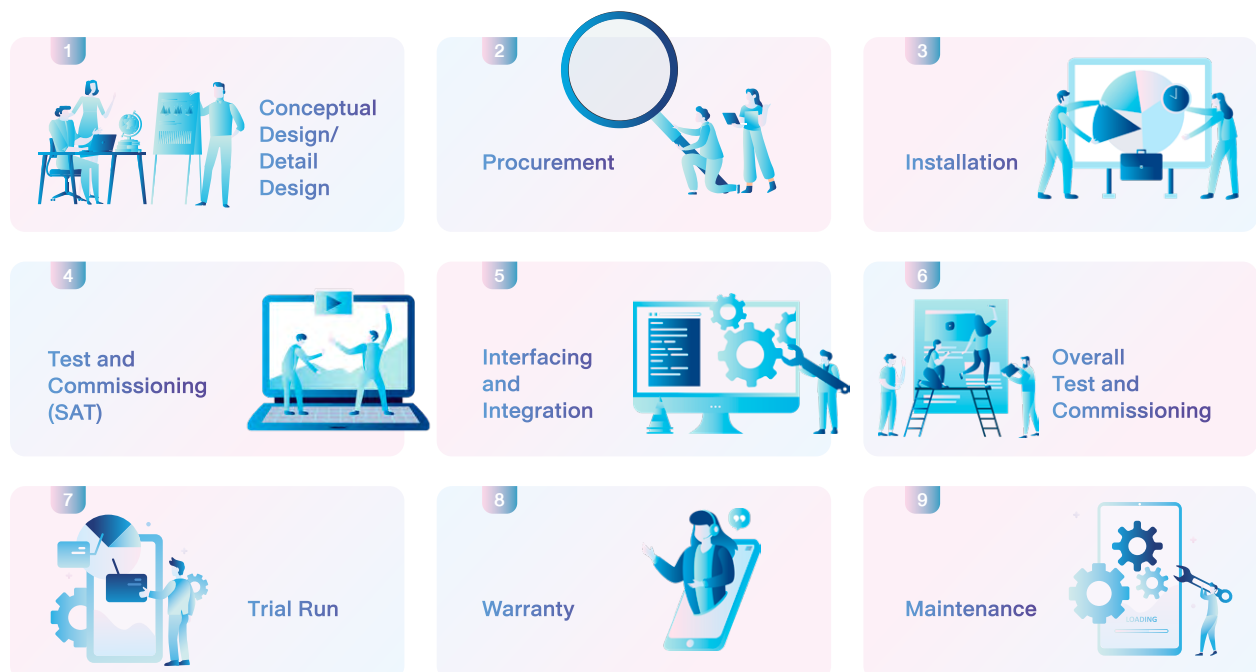 1
Conceptual
Design/
Detail
Design
2
Procurement
3
Installation
4
Test and
Commissioning
(SAT)
5
Interfacing
and
Integration
6
Overall
Test and
Commissioning
7
Trial Run
8
Warranty
9
Maintenance
LOADING